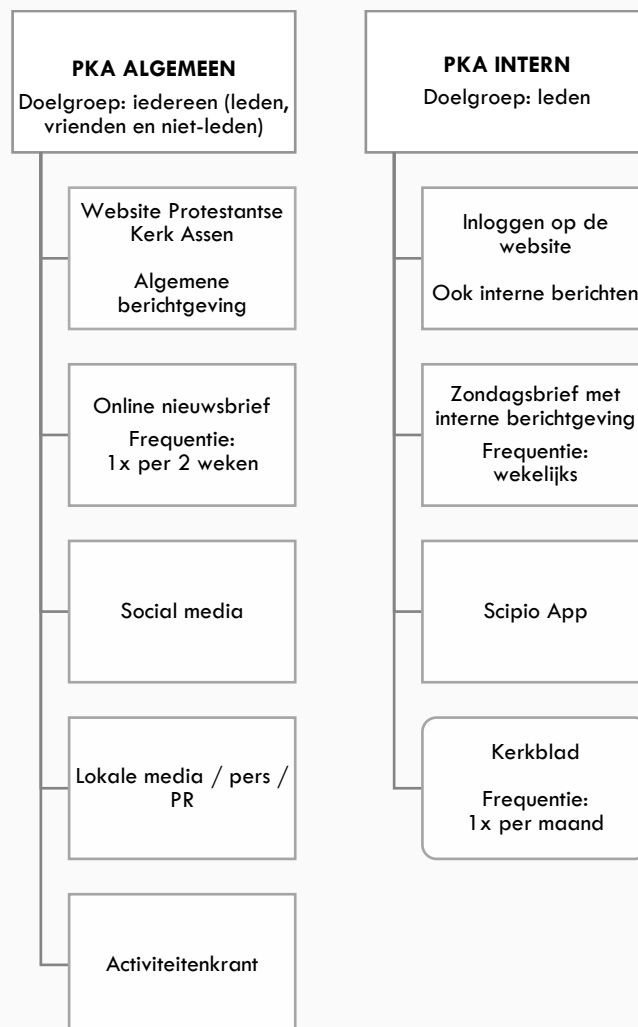 PKA ALGEMEEN
Doelgroep: iedereen (leden,
vrienden en niet-leden)
Website Protestantse
Kerk Assen
Algemene
berichtgeving
Online nieuwsbrief
Frequentie:
1x per 2 weken
Social media
Lokale media / pers /
PR
Activiteitenkrant
PKA INTERN
Doelgroep: leden
Inloggen op de
website
Ook interne berichten
Zondagsbrief met
interne berichtgeving
Frequentie:
wekelijks
Scipio App
Kerkblad
Frequentie:
1x per maand